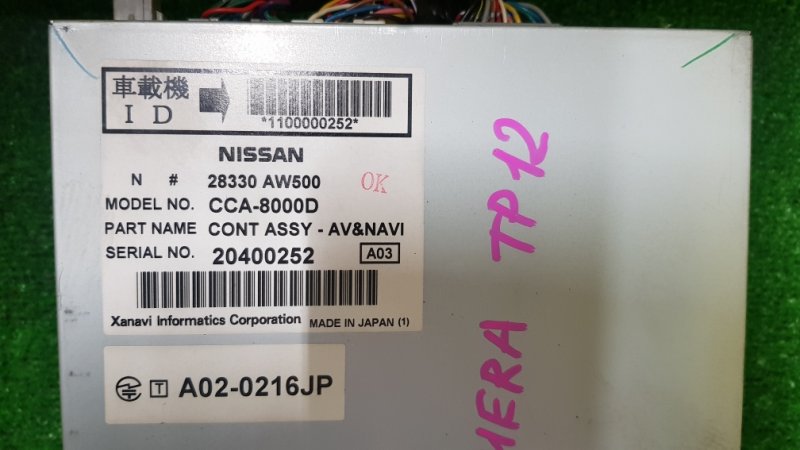 車載機
ID
*1100000252*
NISSAN
N # 28330 AW500 OK
MODEL NO. CCA-8000D
PART NAME CONT ASSY - AV&NAVI
SERIAL NO. 20400252 A03
Xanavi Informatics Corporation MADE IN JAPAN (1)
T A02-0216JP
TP12